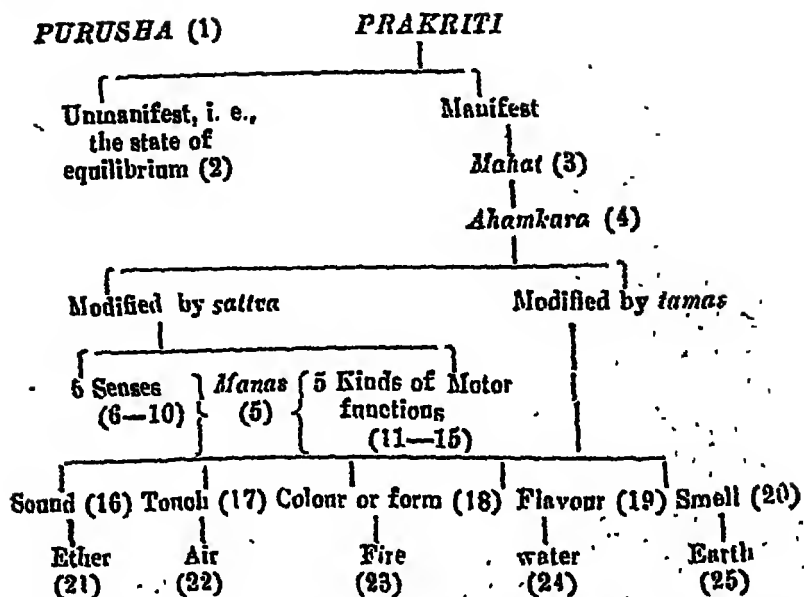 PURUSHA (1) PRAKRITI
Unmanifest, i. e., Manifest
the state of
equilibrium (2) Mahat (3)
Ahamkara (4)
Modified by sattva Modified by tamas
5 Senses } Manas { 5 Kinds of Motor
(6—10) (5) functions
(11—15)
Sound (16) Touch (17) Colour or form (18) Flavour (19) Smell (20)
Ether Air Fire water Earth
(21) (22) (23) (24) (25)